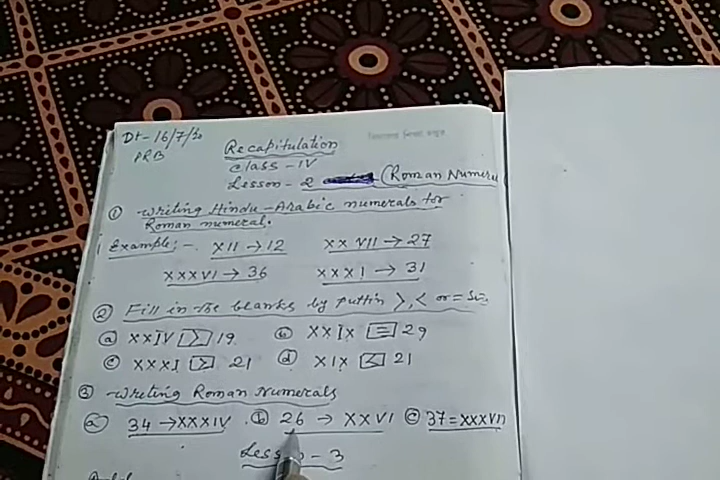 Dt- 16/7/20
PRB
Recapitulation
Class - IV
Lesson - 2 (Roman Numeru
① Writing Hindu-Arabic numerals for
Roman numeral.
Example:- XII → 12 XXVII → 27
XXXVI → 36 XXXI → 31
② Fill in the blanks by puttin >, < or =
ⓐ XXIV [>] 19 ⓑ XXIX [=] 29
ⓒ XXXI [>] 21 ⓓ XIX [<] 21
③ Writing Roman Numerals
ⓐ 34 → XXXIV ⓑ 26 → XXVI ⓒ 37 = XXXVII
Lesson - 3